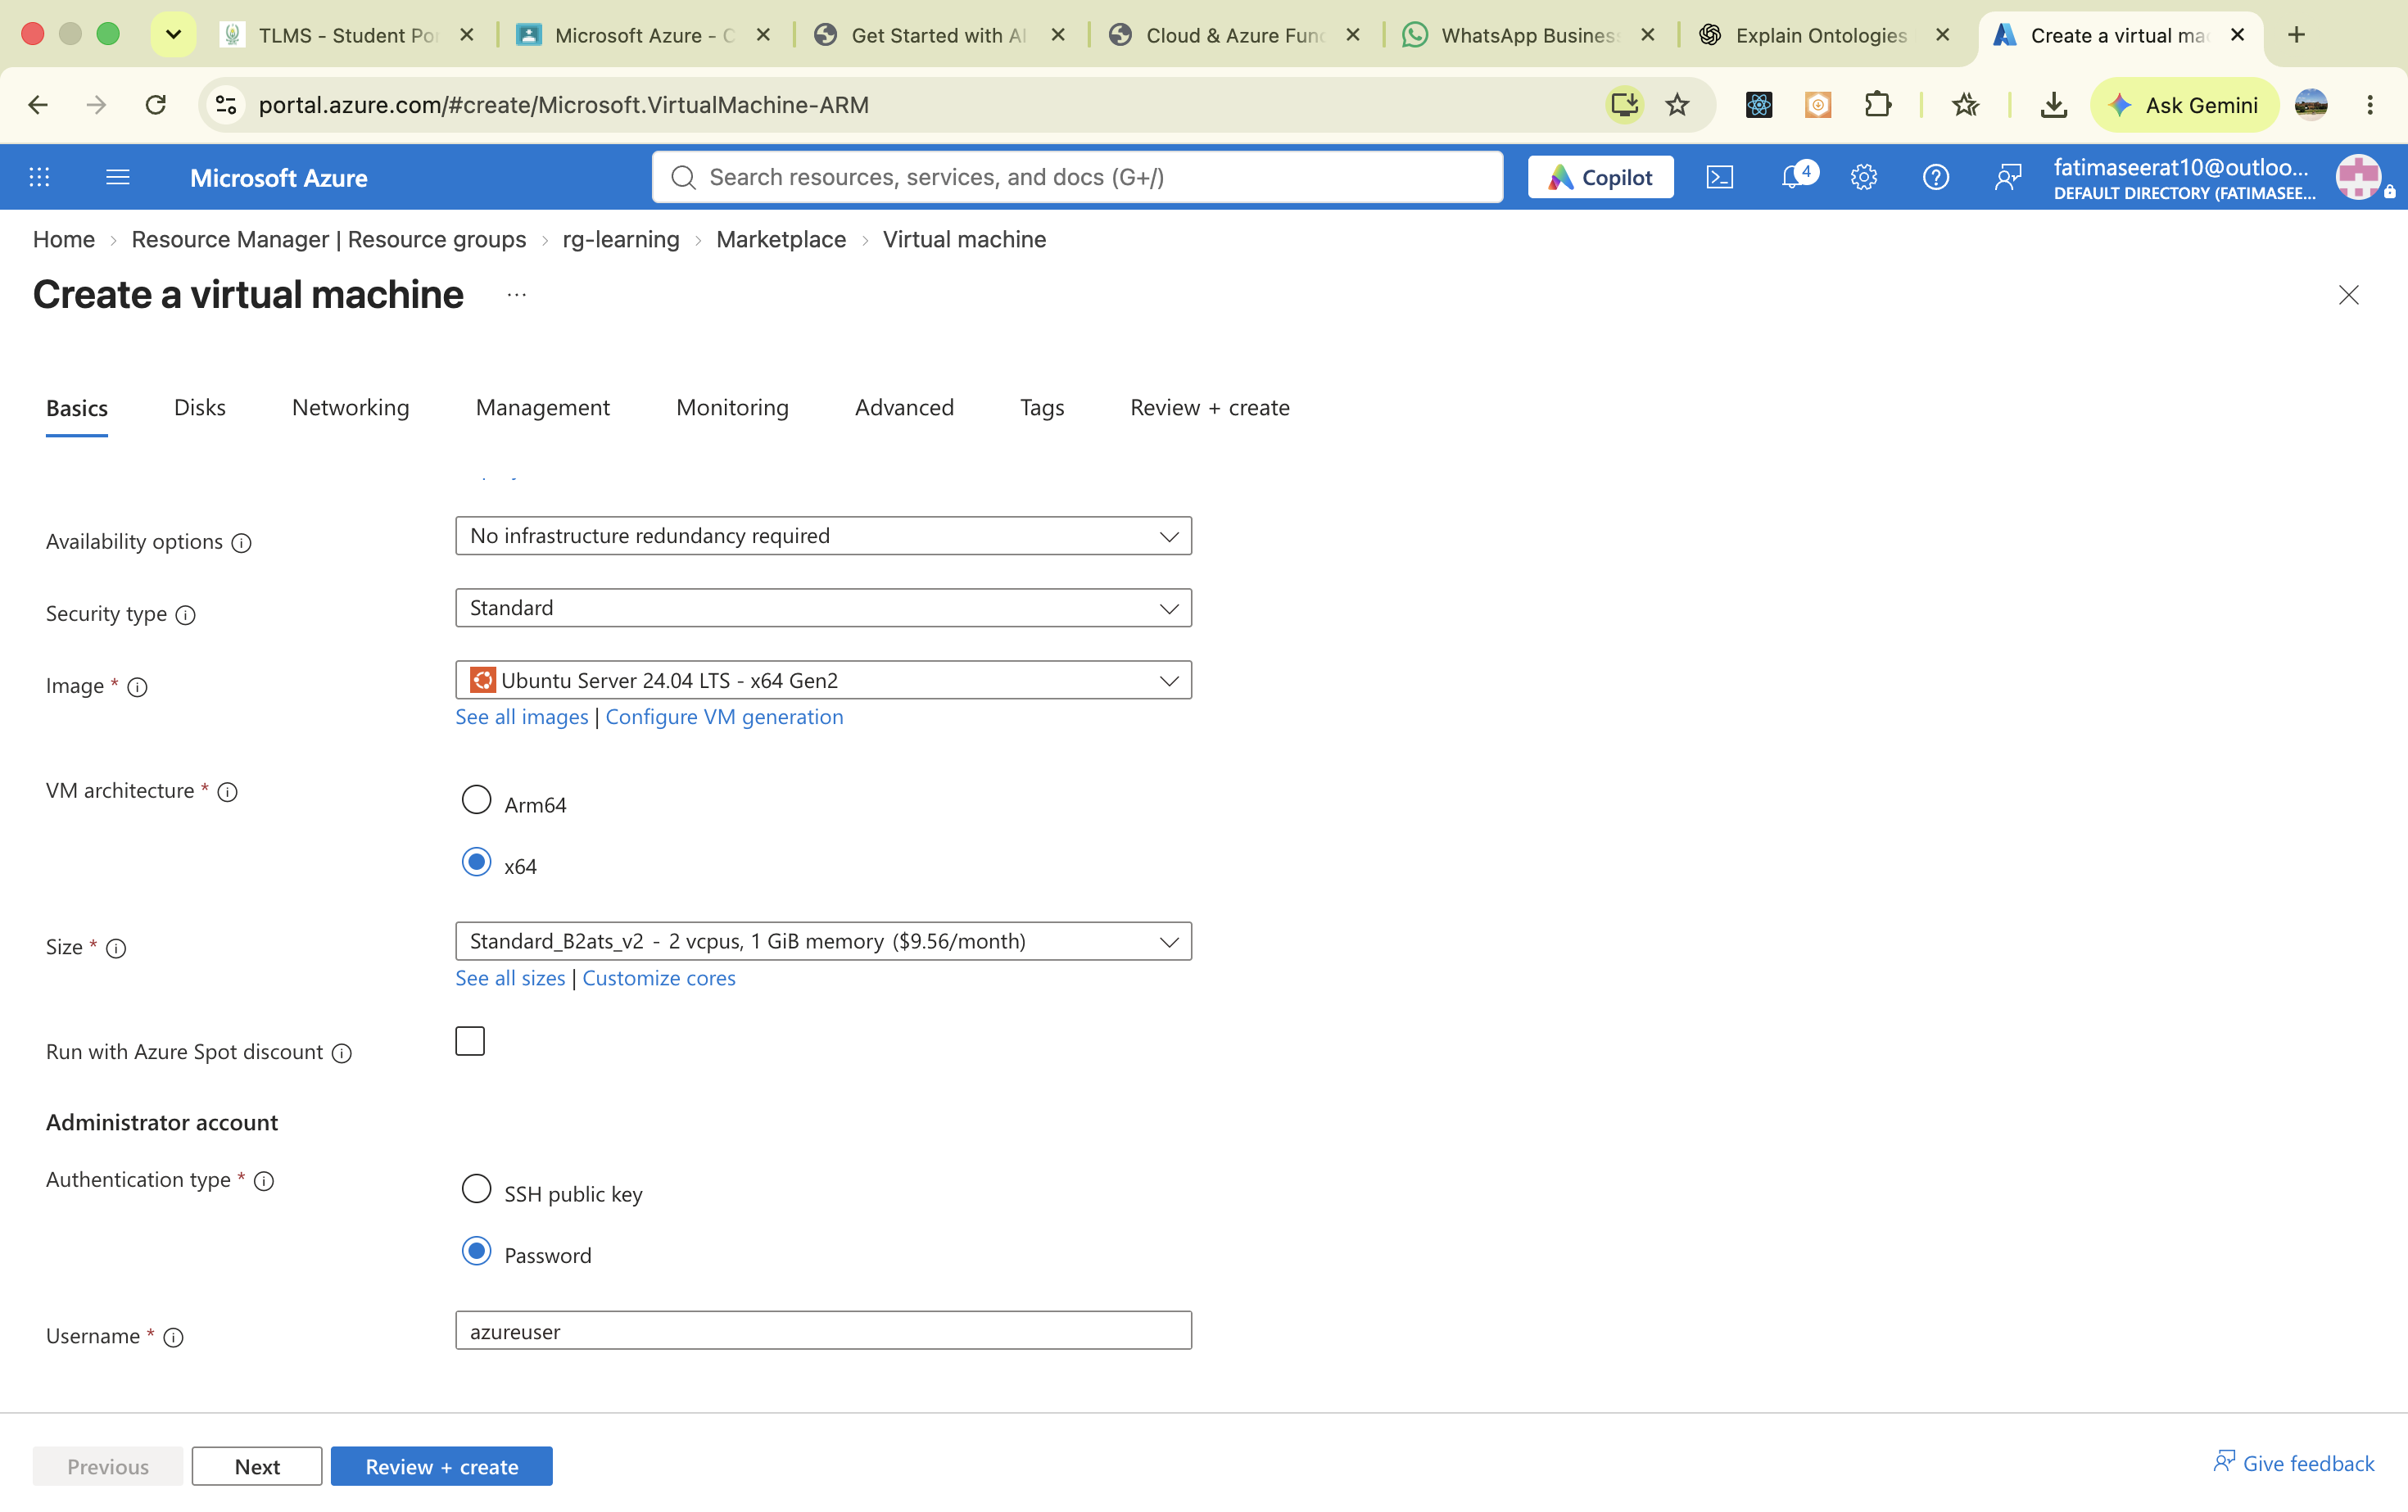 TLMS - Student Por
Microsoft Azure - C
Get Started with AI
Cloud & Azure Func
WhatsApp Business
Explain Ontologies
Create a virtual mac
portal.azure.com/#create/Microsoft.VirtualMachine-ARM
Ask Gemini
Microsoft Azure
Search resources, services, and docs (G+/)
Copilot
4
fatimaseerat10@outloo...
DEFAULT DIRECTORY (FATIMASEE...
Home > Resource Manager | Resource groups > rg-learning > Marketplace > Virtual machine
Create a virtual machine ...
Basics Disks Networking Management Monitoring Advanced Tags Review + create
Availability options
No infrastructure redundancy required
Security type
Standard
Image *
Ubuntu Server 24.04 LTS - x64 Gen2
See all images | Configure VM generation
VM architecture *
Arm64
x64
Size *
Standard_B2ats_v2 - 2 vcpus, 1 GiB memory ($9.56/month)
See all sizes | Customize cores
Run with Azure Spot discount
Administrator account
Authentication type *
SSH public key
Password
Username *
azureuser
Previous
Next
Review + create
Give feedback